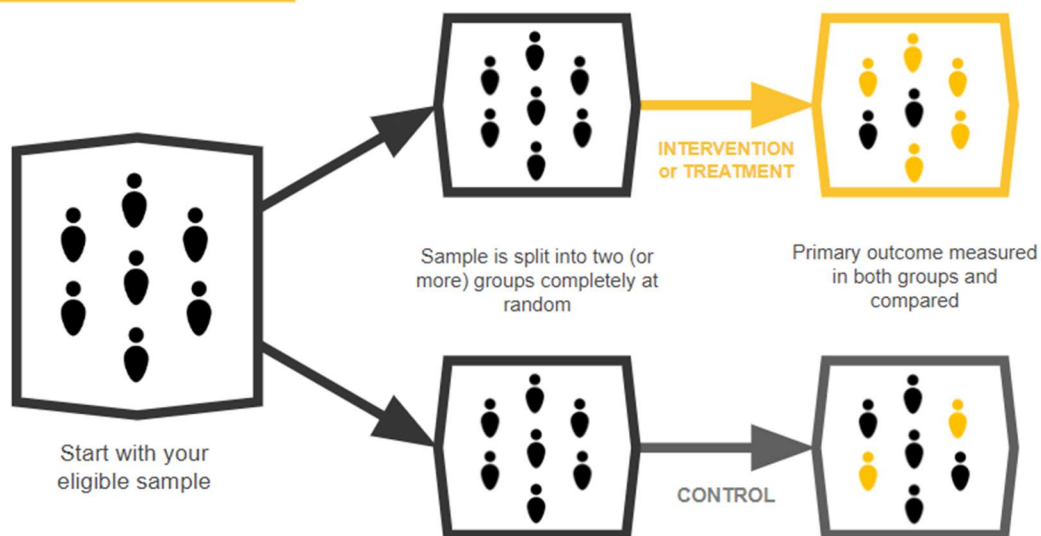 INTERVENTION
or TREATMENT
Sample is split into two (or
more) groups completely at
random
Primary outcome measured
in both groups and
compared
Start with your
eligible sample
CONTROL